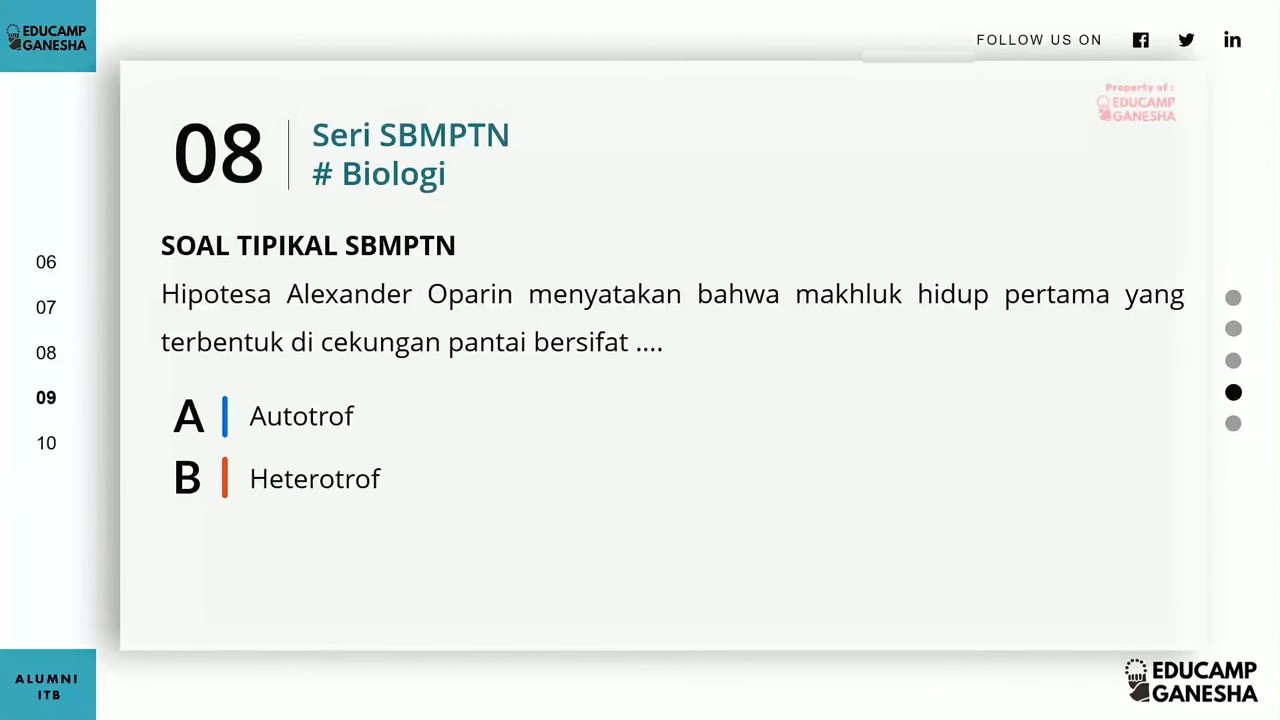 EDUCAMP
GANESHA
FOLLOW US ON
Property of :
EDUCAMP
GANESHA
08
Seri SBMPTN
# Biologi
SOAL TIPIKAL SBMPTN
Hipotesa Alexander Oparin menyatakan bahwa makhluk hidup pertama yang
terbentuk di cekungan pantai bersifat ....
A Autotrof
B Heterotrof
06
07
08
09
10
ALUMNI
ITB
EDUCAMP
GANESHA